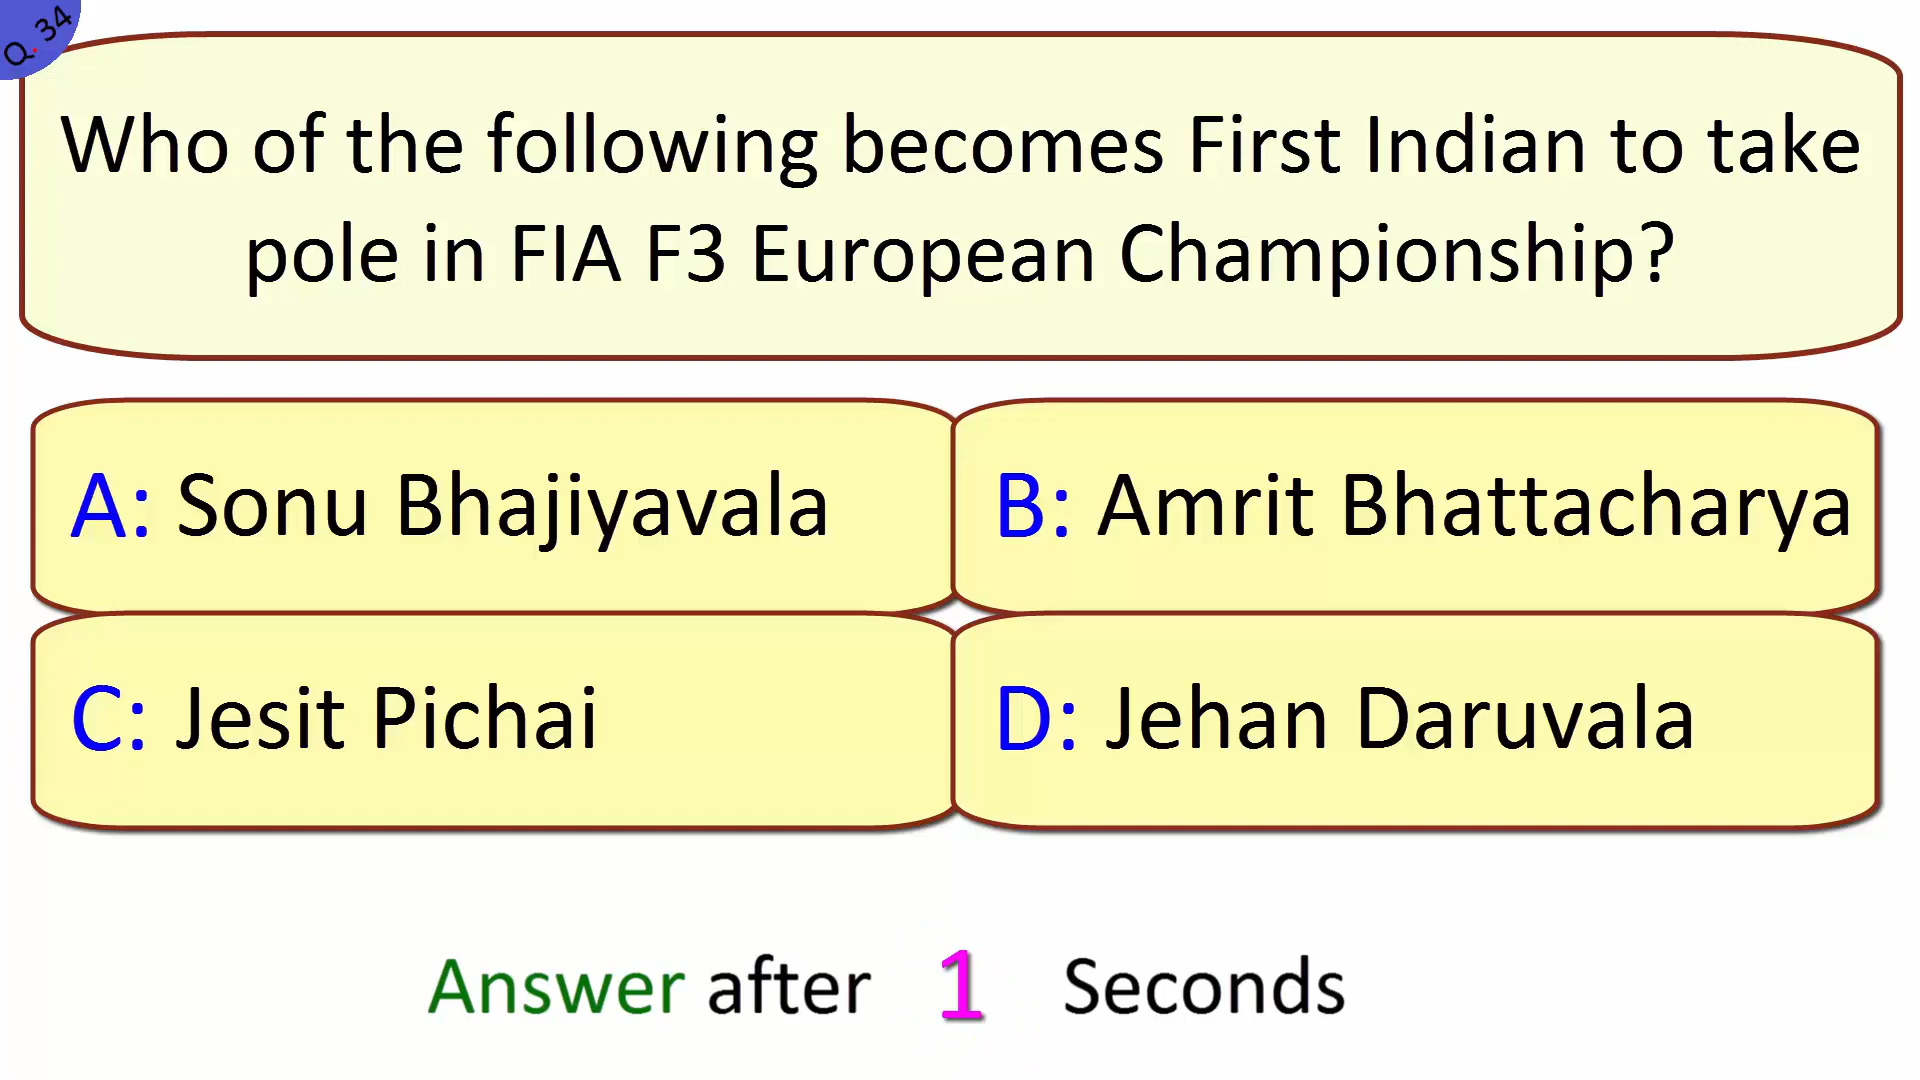 Q. 34
Who of the following becomes First Indian to take
pole in FIA F3 European Championship?
A: Sonu Bhajiyavala
B: Amrit Bhattacharya
C: Jesit Pichai
D: Jehan Daruvala
Answer after 1 Seconds